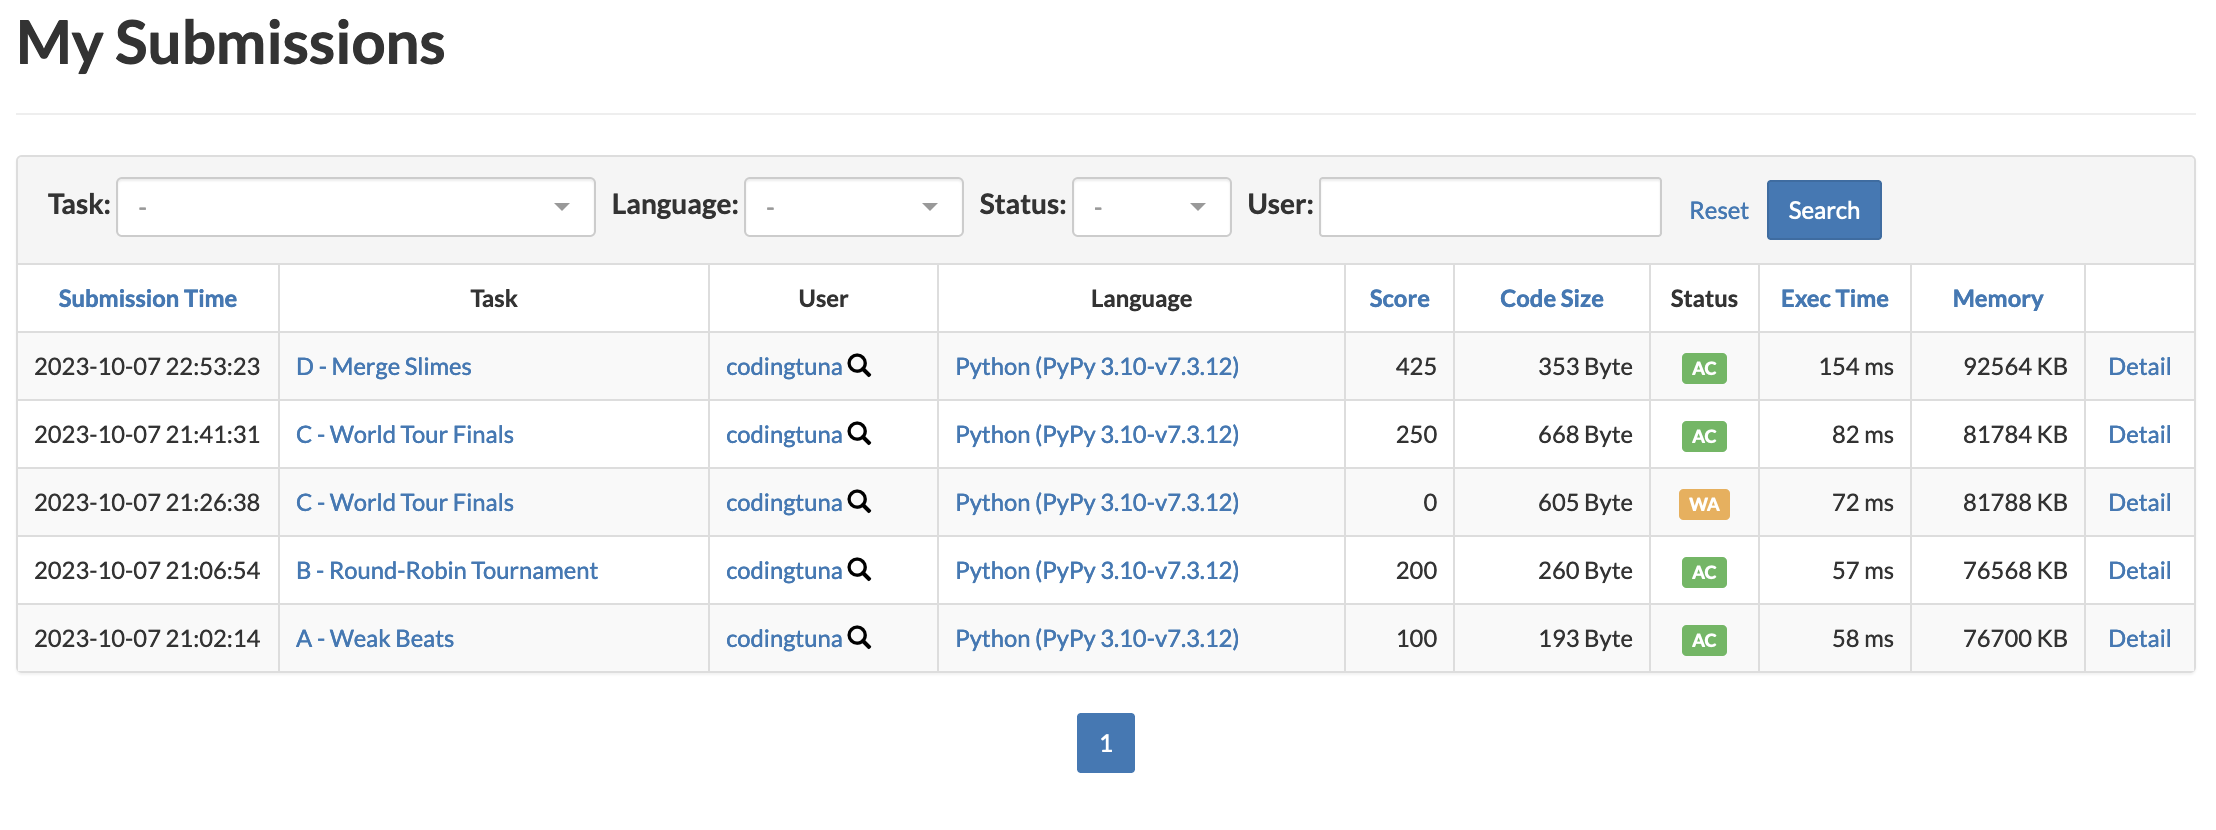 My Submissions
Task: - Language: - Status: - User: Reset Search
Submission Time Task User Language Score Code Size Status Exec Time Memory
2023-10-07 22:53:23 D - Merge Slimes codingtuna Python (PyPy 3.10-v7.3.12) 425 353 Byte AC 154 ms 92564 KB Detail
2023-10-07 21:41:31 C - World Tour Finals codingtuna Python (PyPy 3.10-v7.3.12) 250 668 Byte AC 82 ms 81784 KB Detail
2023-10-07 21:26:38 C - World Tour Finals codingtuna Python (PyPy 3.10-v7.3.12) 0 605 Byte WA 72 ms 81788 KB Detail
2023-10-07 21:06:54 B - Round-Robin Tournament codingtuna Python (PyPy 3.10-v7.3.12) 200 260 Byte AC 57 ms 76568 KB Detail
2023-10-07 21:02:14 A - Weak Beats codingtuna Python (PyPy 3.10-v7.3.12) 100 193 Byte AC 58 ms 76700 KB Detail
1